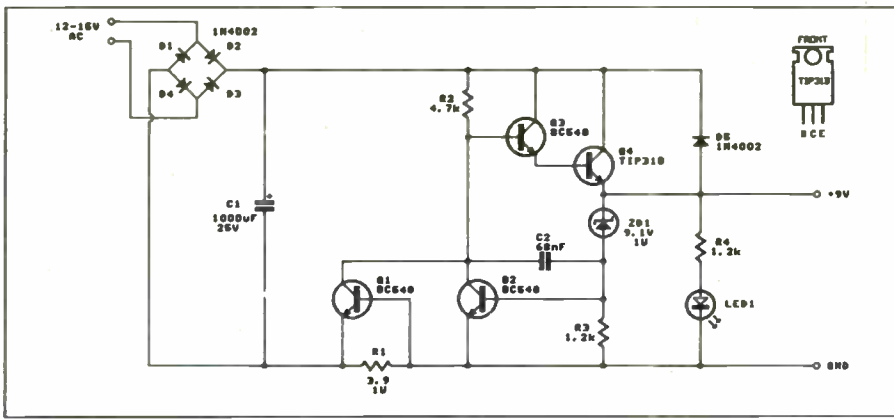 12-16V
AC
1N4002
D1
D2
D4
D3
C1
1000uF
25V
R2
4.7k
Q3
BC548
Q4
TIP31B
ZD1
9.1V
1W
C2
68nF
Q1
BC548
Q2
BC548
R1
3.9
1W
R3
1.2k
D5
1N4002
R4
1.2k
LED1
+9V
GND
FRONT
TIP31B
B C E